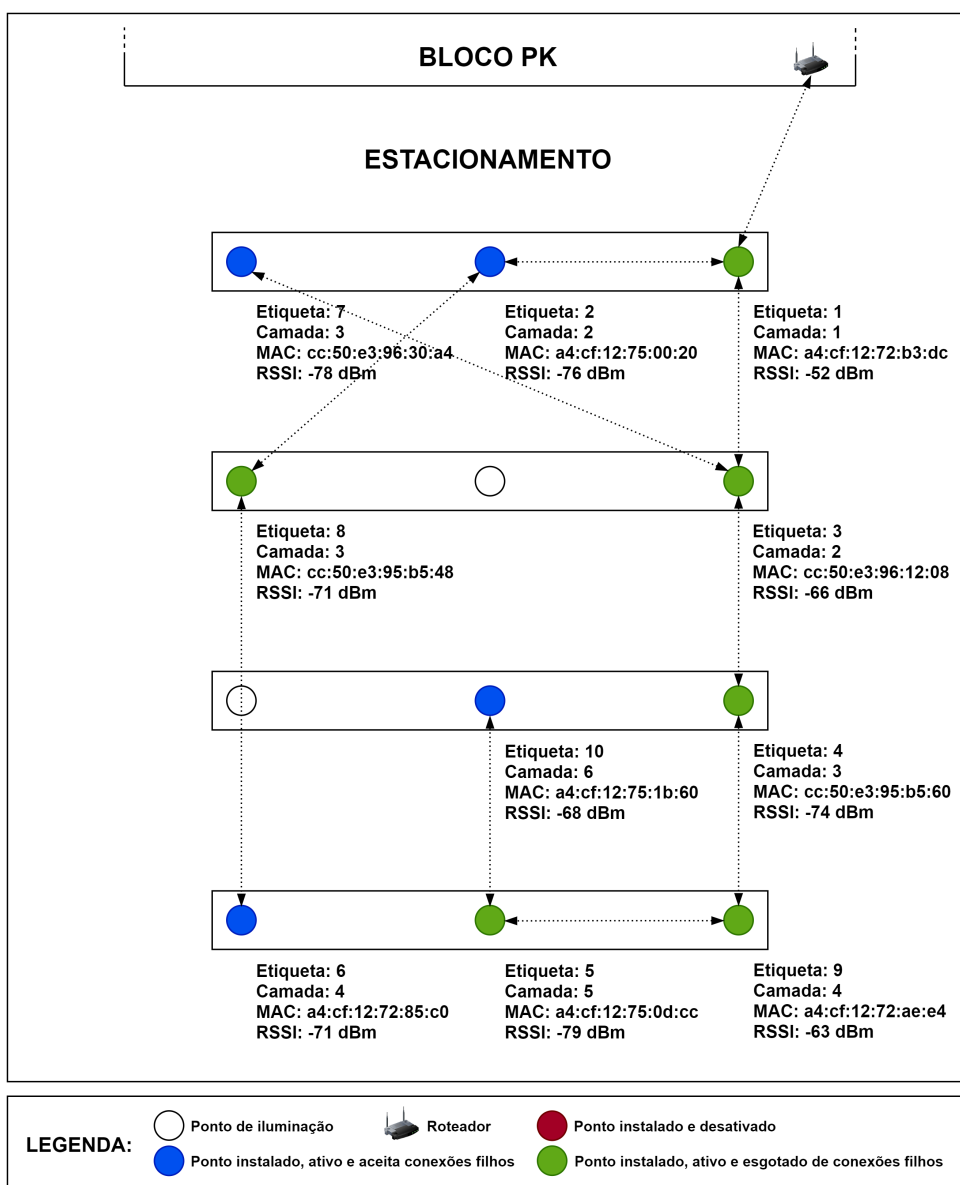 BLOCO PK
ESTACIONAMENTO
Etiqueta: 7
Camada: 3
MAC: cc:50:e3:96:30:a4
RSSI: -78 dBm
Etiqueta: 2
Camada: 2
MAC: a4:cf:12:75:00:20
RSSI: -76 dBm
Etiqueta: 1
Camada: 1
MAC: a4:cf:12:72:b3:dc
RSSI: -52 dBm
Etiqueta: 8
Camada: 3
MAC: cc:50:e3:95:b5:48
RSSI: -71 dBm
Etiqueta: 3
Camada: 2
MAC: cc:50:e3:96:12:08
RSSI: -66 dBm
Etiqueta: 10
Camada: 6
MAC: a4:cf:12:75:1b:60
RSSI: -68 dBm
Etiqueta: 4
Camada: 3
MAC: cc:50:e3:95:b5:60
RSSI: -74 dBm
Etiqueta: 6
Camada: 4
MAC: a4:cf:12:72:85:c0
RSSI: -71 dBm
Etiqueta: 5
Camada: 5
MAC: a4:cf:12:75:0d:cc
RSSI: -79 dBm
Etiqueta: 9
Camada: 4
MAC: a4:cf:12:72:ae:e4
RSSI: -63 dBm
LEGENDA:
Ponto de iluminação
Roteador
Ponto instalado e desativado
Ponto instalado, ativo e aceita conexões filhos
Ponto instalado, ativo e esgotado de conexões filhos